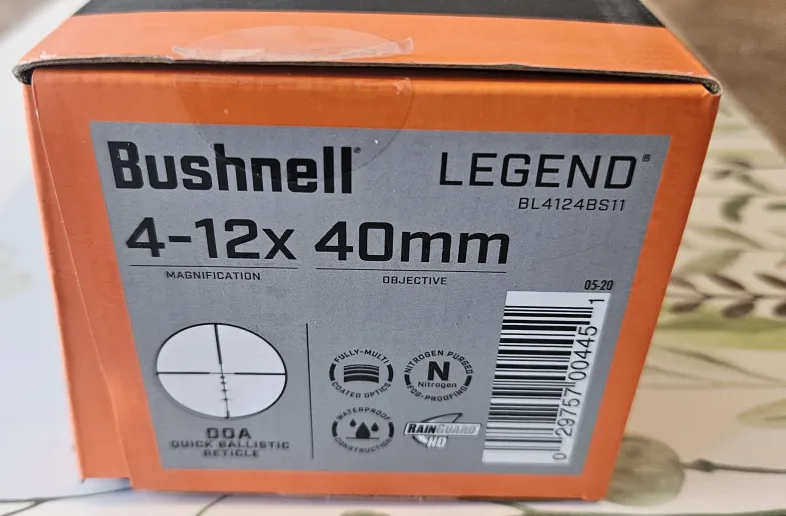 Bushnell®
LEGEND®
BL4124BS11
4-12x 40mm
MAGNIFICATION
OBJECTIVE
05-20
FULLY-MULTI
COATED OPTICS
NITROGEN PURGED
N
Nitrogen
FOG-PROOFING
WATERPROOF
CONSTRUCTION
RAINGUARD
HD
DOA
QUICK BALLISTIC
RETICLE
0 29757 00445 1